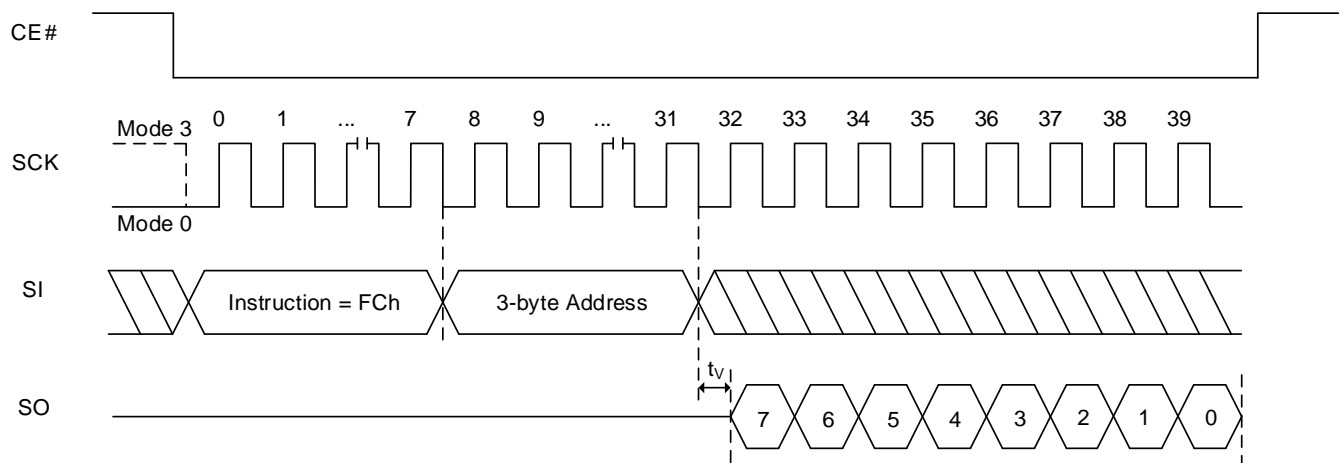 CE#
0 1 ... 7 8 9 ... 31 32 33 34 35 36 37 38 39
Mode 3
SCK
Mode 0
SI
Instruction = FCh
3-byte Address
tV
SO
7 6 5 4 3 2 1 0